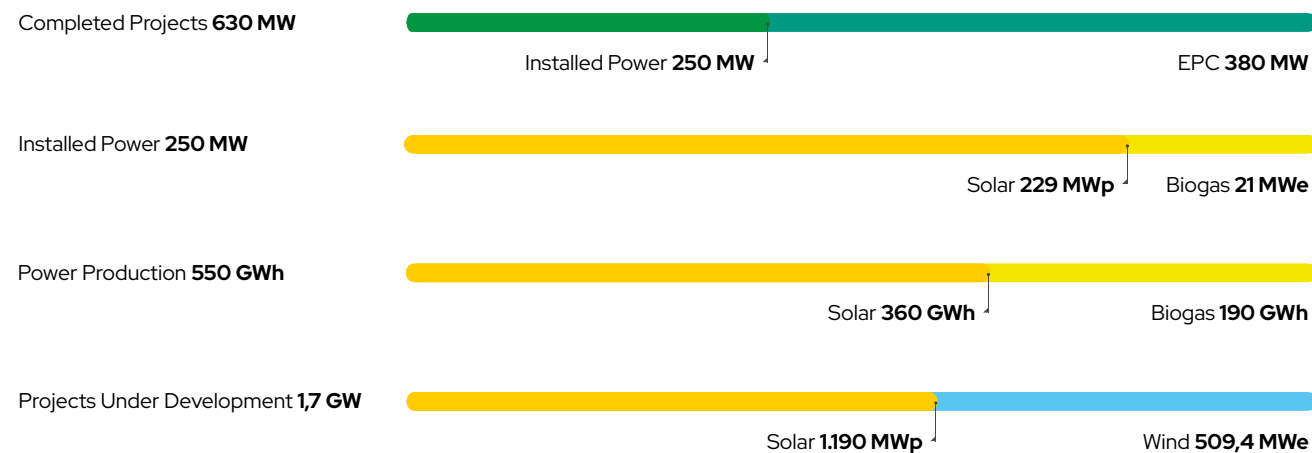 Completed Projects 630 MW
Installed Power 250 MW
EPC 380 MW
Installed Power 250 MW
Solar 229 MWp
Biogas 21 MWe
Power Production 550 GWh
Solar 360 GWh
Biogas 190 GWh
Projects Under Development 1,7 GW
Solar 1.190 MWp
Wind 509,4 MWe